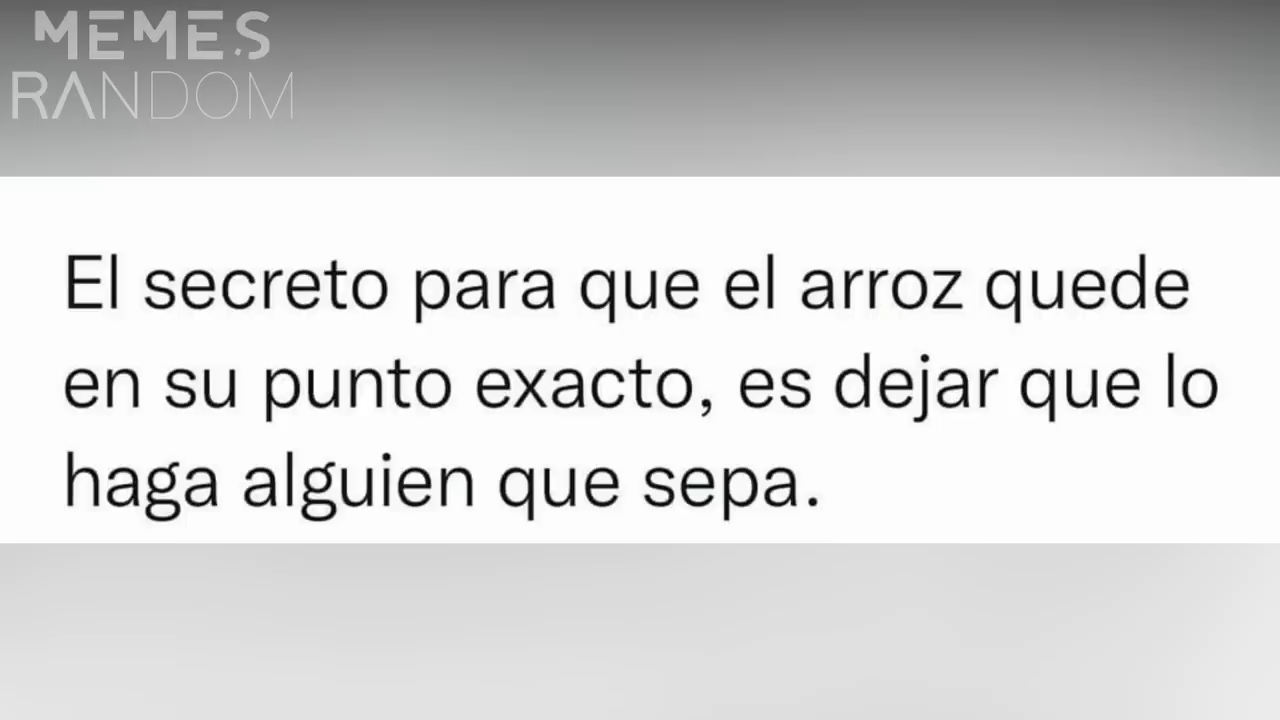 MEMES
RANDOM
El secreto para que el arroz quede
en su punto exacto, es dejar que lo
haga alguien que sepa.